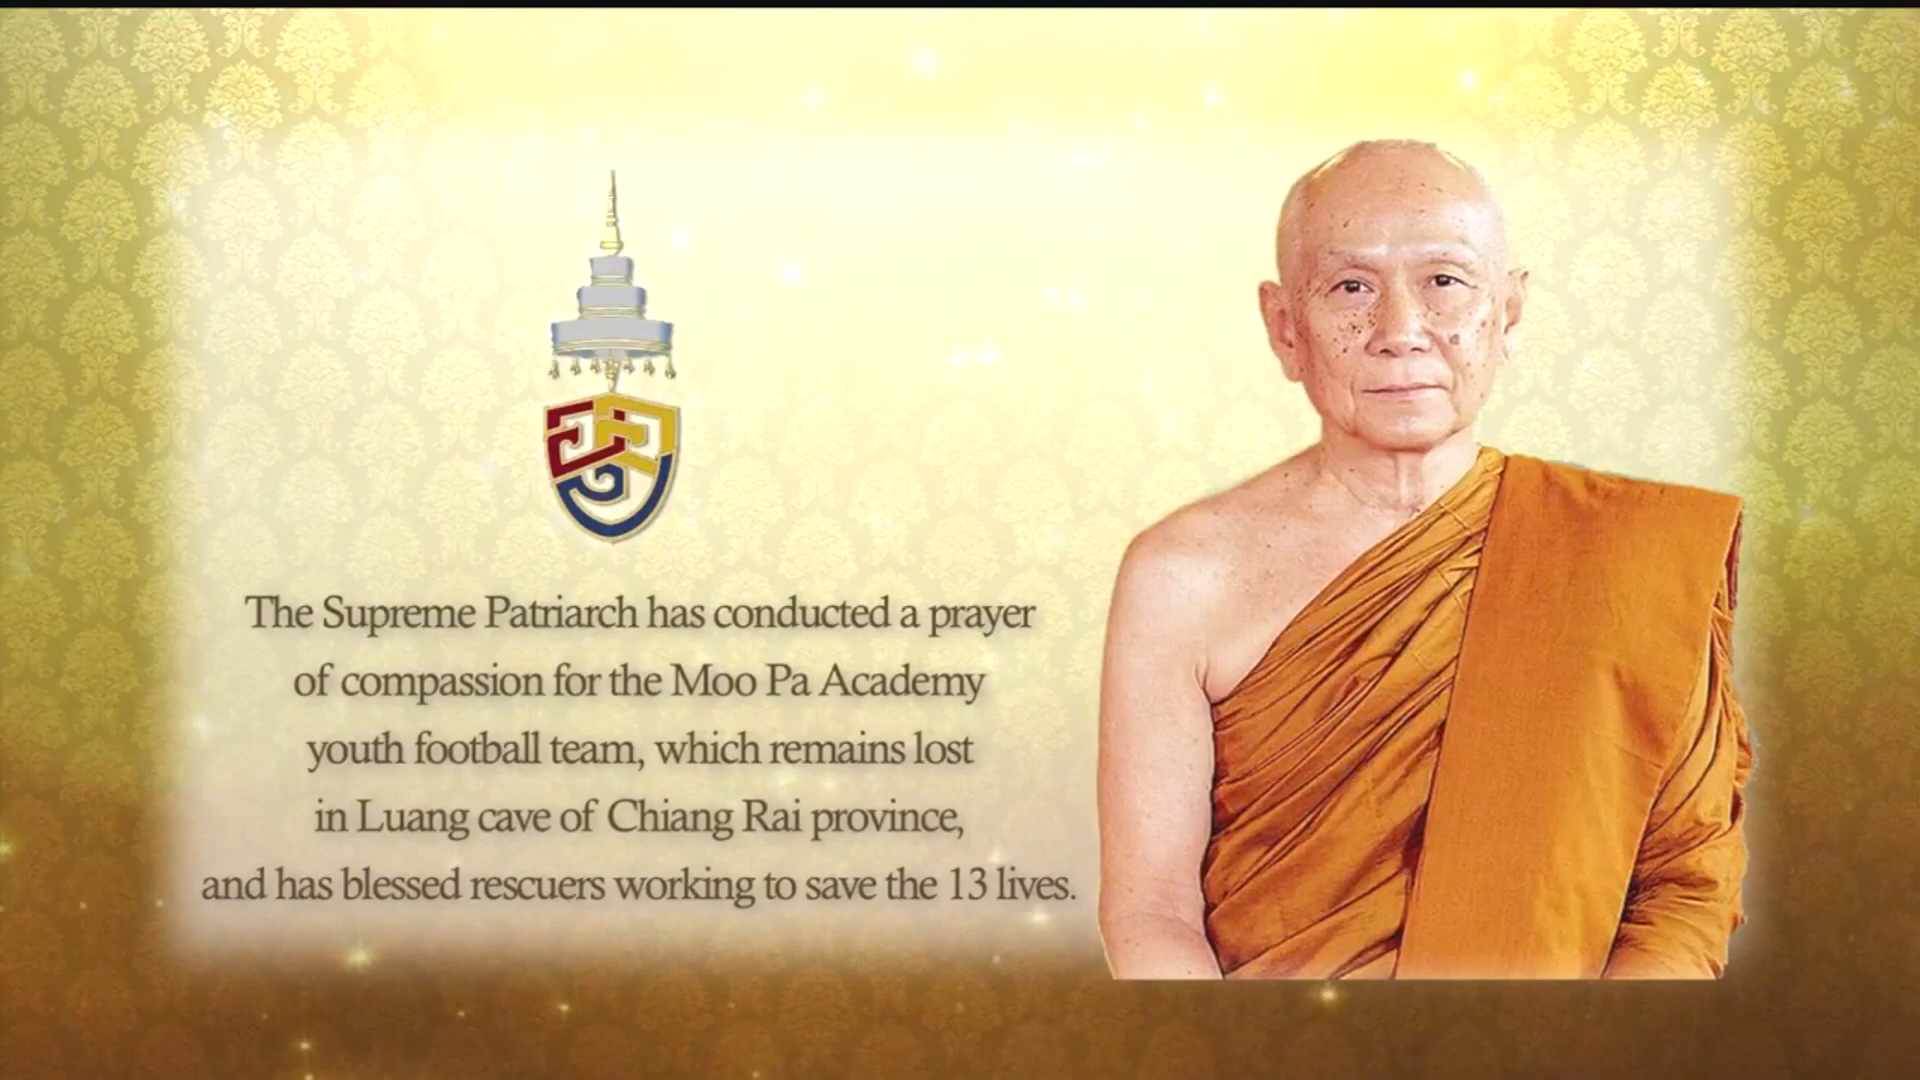 The Supreme Patriarch has conducted a prayer
of compassion for the Moo Pa Academy
youth football team, which remains lost
in Luang cave of Chiang Rai province,
and has blessed rescuers working to save the 13 lives.